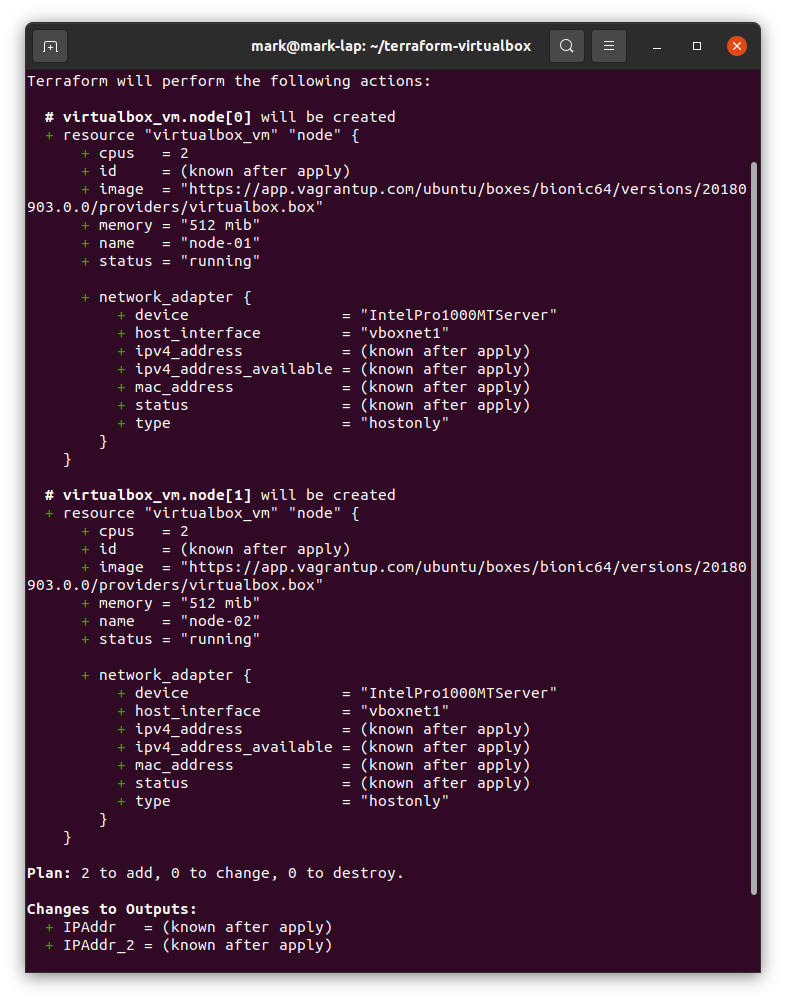 mark@mark-lap: ~/terraform-virtualbox
Terraform will perform the following actions:

  # virtualbox_vm.node[0] will be created
  + resource "virtualbox_vm" "node" {
      + cpus   = 2
      + id     = (known after apply)
      + image  = "https://app.vagrantup.com/ubuntu/boxes/bionic64/versions/20180
903.0.0/providers/virtualbox.box"
      + memory = "512 mib"
      + name   = "node-01"
      + status = "running"

      + network_adapter {
          + device                 = "IntelPro1000MTServer"
          + host_interface         = "vboxnet1"
          + ipv4_address           = (known after apply)
          + ipv4_address_available = (known after apply)
          + mac_address            = (known after apply)
          + status                 = (known after apply)
          + type                   = "hostonly"
        }
    }

  # virtualbox_vm.node[1] will be created
  + resource "virtualbox_vm" "node" {
      + cpus   = 2
      + id     = (known after apply)
      + image  = "https://app.vagrantup.com/ubuntu/boxes/bionic64/versions/20180
903.0.0/providers/virtualbox.box"
      + memory = "512 mib"
      + name   = "node-02"
      + status = "running"

      + network_adapter {
          + device                 = "IntelPro1000MTServer"
          + host_interface         = "vboxnet1"
          + ipv4_address           = (known after apply)
          + ipv4_address_available = (known after apply)
          + mac_address            = (known after apply)
          + status                 = (known after apply)
          + type                   = "hostonly"
        }
    }

Plan: 2 to add, 0 to change, 0 to destroy.

Changes to Outputs:
  + IPAddr   = (known after apply)
  + IPAddr_2 = (known after apply)